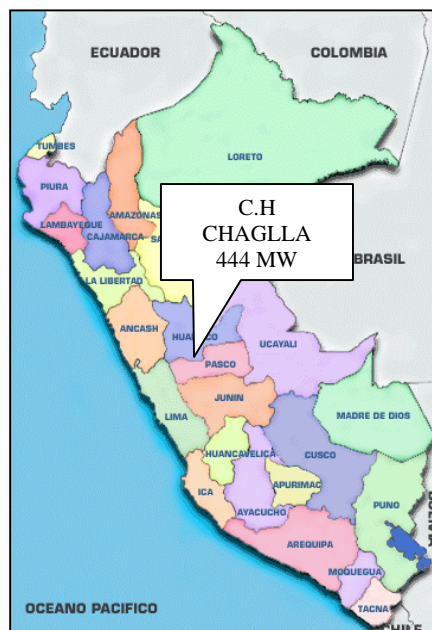 ECUADOR
COLOMBIA
TUMBES
LORETO
PIURA
AMAZONAS
LAMBAYEQUE
CAJAMARCA
C.H
CHAGLLA
444 MW
BRASIL
LA LIBERTAD
ANCASH
UCAYALI
PASCO
JUNIN
LIMA
MADRE DE DIOS
HUANCAVELICA
CUSCO
ICA
APURIMAC
PUNO
AYACUCHO
AREQUIPA
MOQUEGUA
OCEANO PACIFICO
TACNA